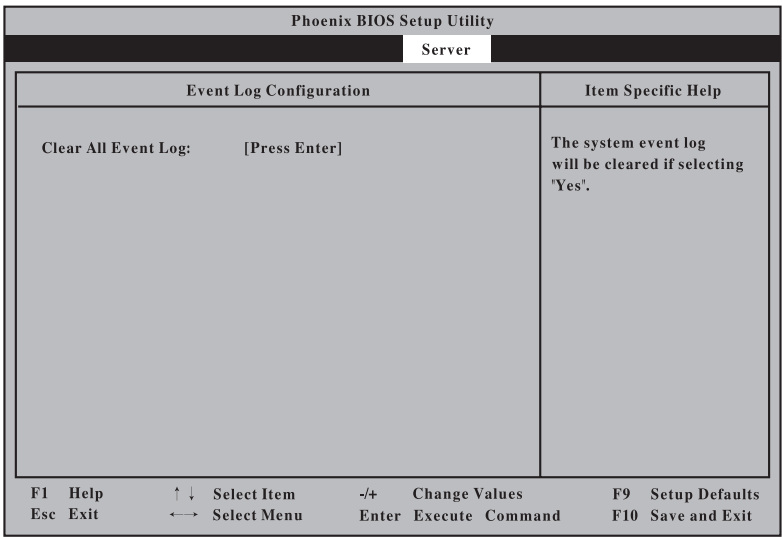 Phoenix BIOS Setup Utility
Server
Event Log Configuration
Item Specific Help
Clear All Event Log: [Press Enter]
The system event log
will be cleared if selecting
"Yes".
F1 Help ↑ ↓ Select Item -/+ Change Values F9 Setup Defaults
Esc Exit ←→ Select Menu Enter Execute Command F10 Save and Exit